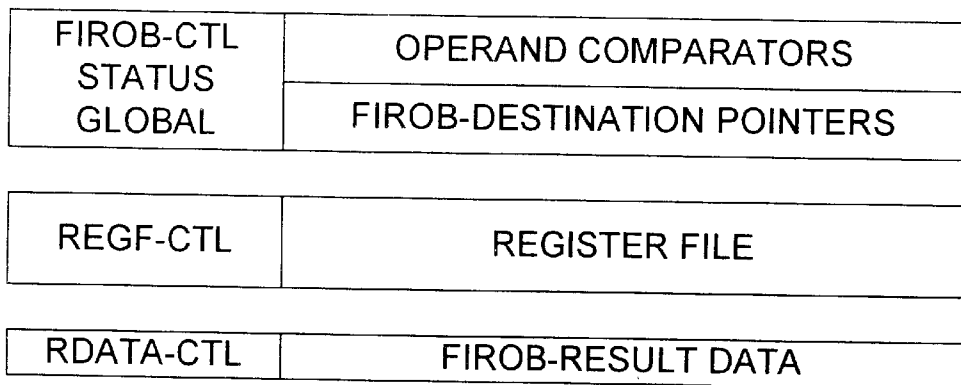 FIROB-CTL
STATUS
GLOBAL
OPERAND COMPARATORS
FIROB-DESTINATION POINTERS
REGF-CTL
REGISTER FILE
RDATA-CTL
FIROB-RESULT DATA